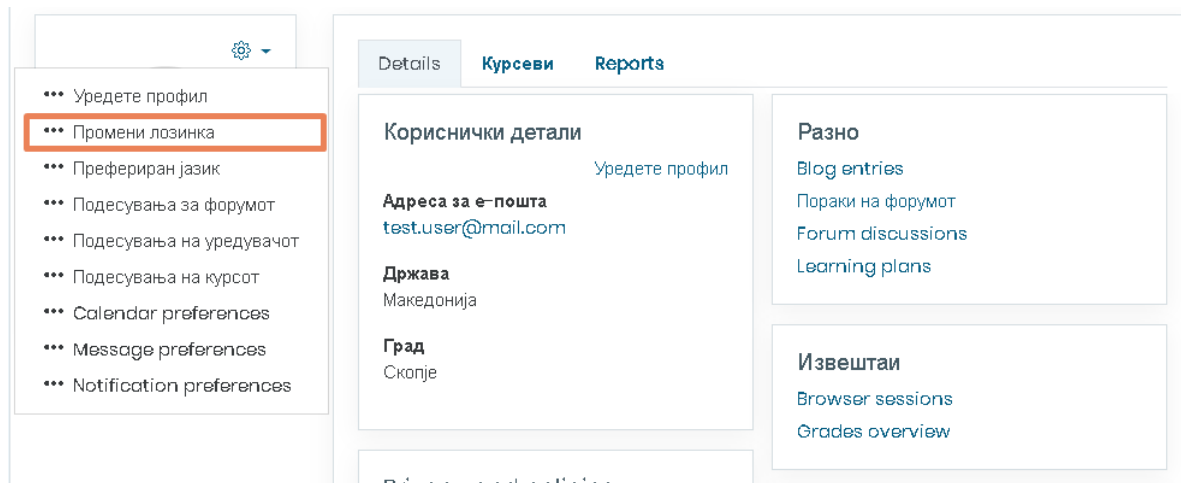 Уредете профил
Промени лозинка
Префериран јазик
Подесувања за форумот
Подесувања на уредувачот
Подесувања на курсот
Calendar preferences
Message preferences
Notification preferences
Details Курсеви Reports
Кориснички детали
Уредете профил
Адреса за е-пошта
test.user@mail.com
Држава
Македонија
Град
Скопје
Разно
Blog entries
Пораки на форумот
Forum discussions
Learning plans
Извештаи
Browser sessions
Grades overview